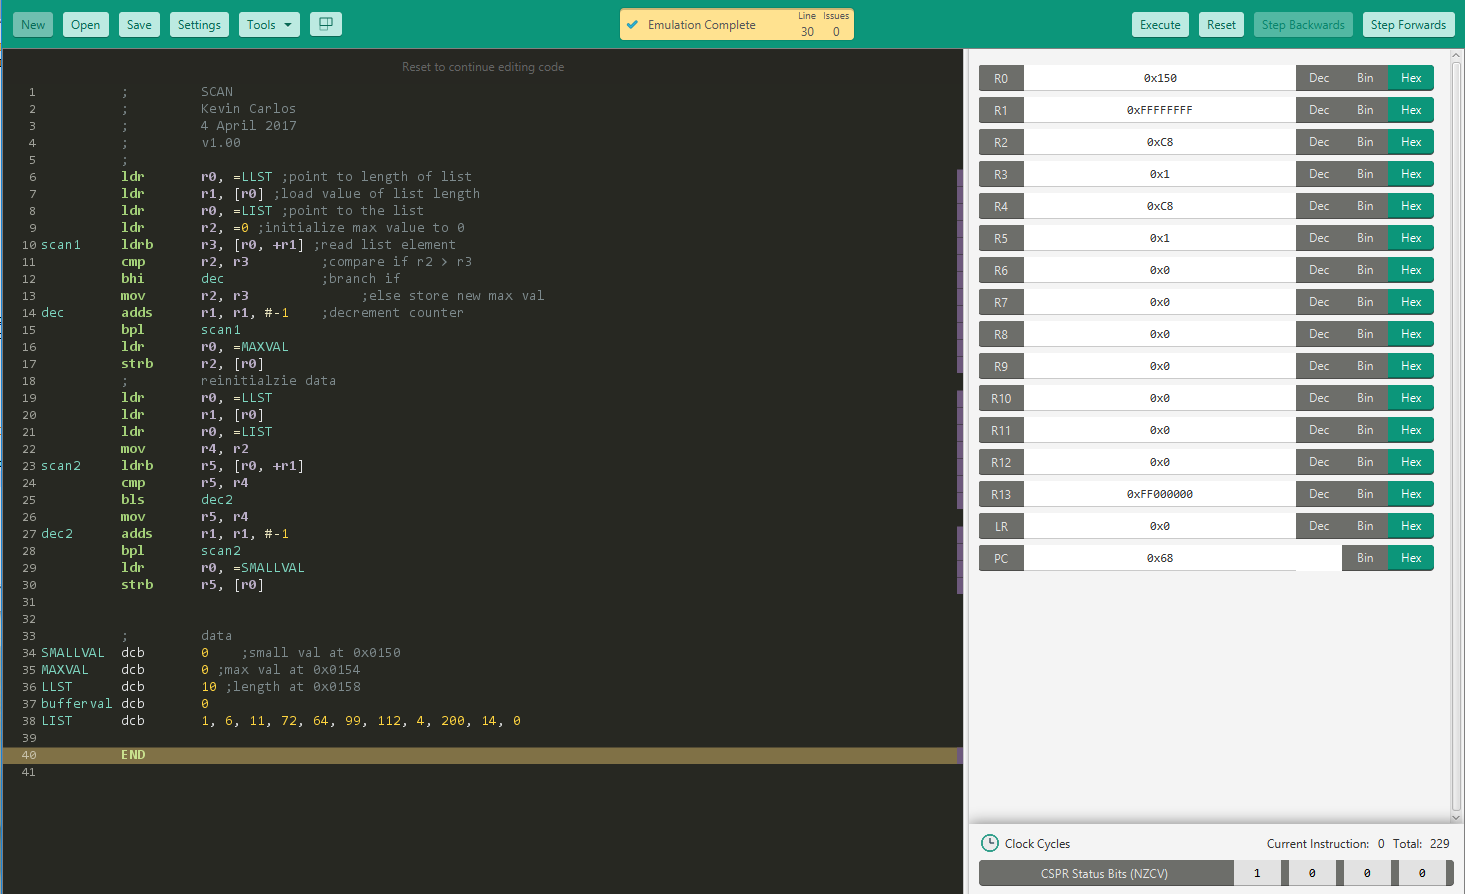 New Open Save Settings Tools Emulation Complete Line 30 Issues 0 Execute Reset Step Backwards Step Forwards
Reset to continue editing code
1 ; SCAN
2 ; Kevin Carlos
3 ; 4 April 2017
4 ; v1.00
5 ;
6 ldr r0, =LLST ;point to length of list
7 ldr r1, [r0] ;load value of list length
8 ldr r0, =LIST ;point to the list
9 ldr r2, =0 ;initialize max value to 0
10 scan1 ldrb r3, [r0, +r1] ;read list element
11 cmp r2, r3 ;compare if r2 > r3
12 bhi dec ;branch if
13 mov r2, r3 ;else store new max val
14 dec adds r1, r1, #-1 ;decrement counter
15 bpl scan1
16 ldr r0, =MAXVAL
17 strb r2, [r0]
18 ; reinitialzie data
19 ldr r0, =LLST
20 ldr r1, [r0]
21 ldr r0, =LIST
22 mov r4, r2
23 scan2 ldrb r5, [r0, +r1]
24 cmp r5, r4
25 bls dec2
26 mov r5, r4
27 dec2 adds r1, r1, #-1
28 bpl scan2
29 ldr r0, =SMALLVAL
30 strb r5, [r0]
31
32
33 ; data
34 SMALLVAL dcb 0 ;small val at 0x0150
35 MAXVAL dcb 0 ;max val at 0x0154
36 LLST dcb 10 ;length at 0x0158
37 bufferval dcb 0
38 LIST dcb 1, 6, 11, 72, 64, 99, 112, 4, 200, 14, 0
39
40 END
41
R0 0x150 Dec Bin Hex
R1 0xFFFFFFFF Dec Bin Hex
R2 0xC8 Dec Bin Hex
R3 0x1 Dec Bin Hex
R4 0xC8 Dec Bin Hex
R5 0x1 Dec Bin Hex
R6 0x0 Dec Bin Hex
R7 0x0 Dec Bin Hex
R8 0x0 Dec Bin Hex
R9 0x0 Dec Bin Hex
R10 0x0 Dec Bin Hex
R11 0x0 Dec Bin Hex
R12 0x0 Dec Bin Hex
R13 0xFF000000 Dec Bin Hex
LR 0x0 Dec Bin Hex
PC 0x68 Bin Hex
Clock Cycles Current Instruction: 0 Total: 229
CSPR Status Bits (NZCV) 1 0 0 0